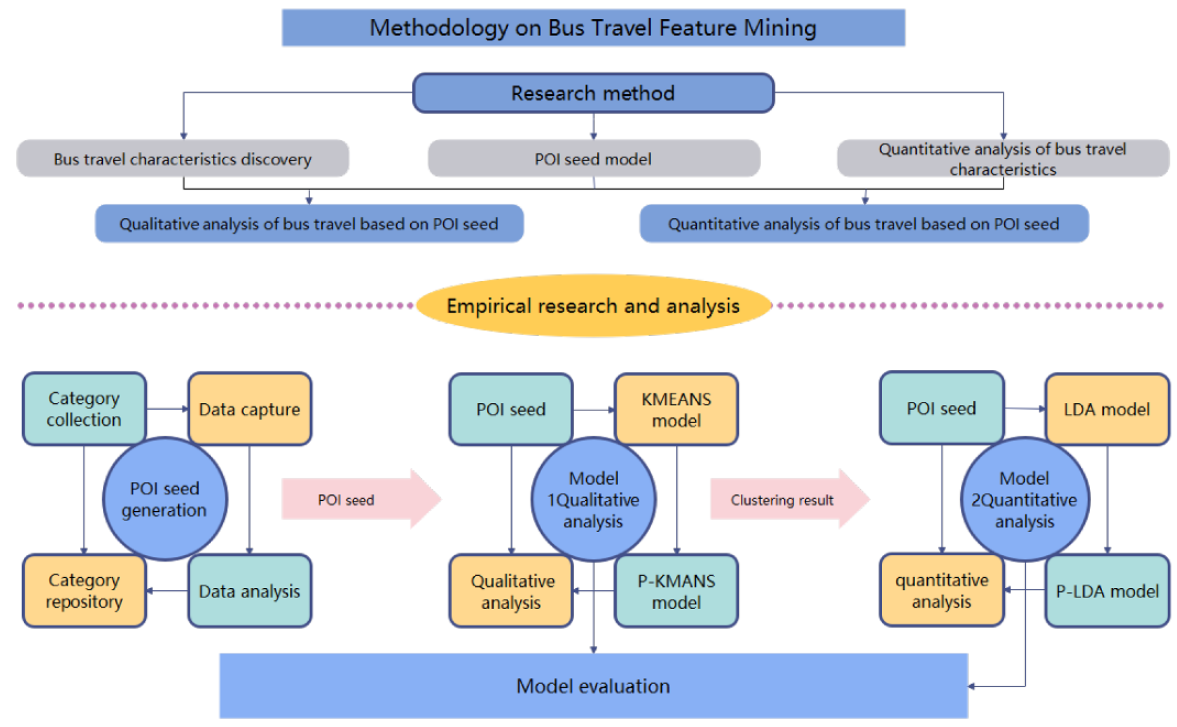 Methodology on Bus Travel Feature Mining
Research method
Bus travel characteristics discovery
POI seed model
Quantitative analysis of bus travel
characteristics
Qualitative analysis of bus travel based on POI seed
Quantitative analysis of bus travel based on POI seed
Empirical research and analysis
Category
collection
Data capture
POI seed
generation
Category
repository
Data analysis
POI seed
POI seed
KMEANS
model
Model
1Qualitative
analysis
Qualitative
analysis
P-KMANS
model
Clustering result
POI seed
LDA model
Model
2Quantitative
analysis
quantitative
analysis
P-LDA model
Model evaluation